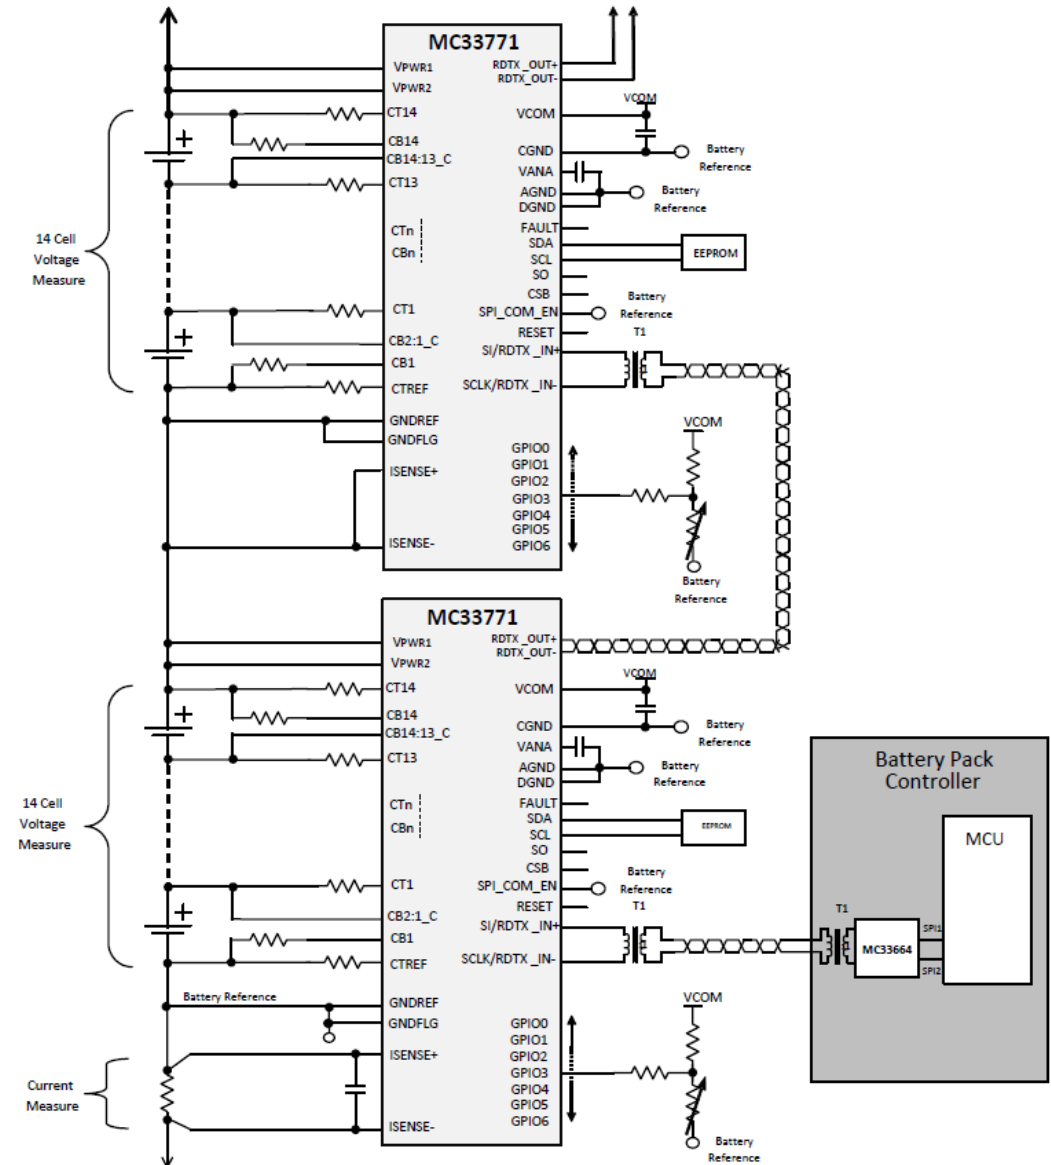 MC33771
VPWR1
VPWR2
CT14
CB14
CB14:13_C
CT13
CTn
CBn
CT1
CB2:1_C
CB1
CTREF
GNDREF
GNDFLG
ISENSE+
ISENSE-
RDTX_OUT+
RDTX_OUT-
VCOM
CGND
VANA
AGND
DGND
FAULT
SDA
SCL
SO
CSB
SPI_COM_EN
RESET
SI/RDTX_IN+
SCLK/RDTX_IN-
GPIO0
GPIO1
GPIO2
GPIO3
GPIO4
GPIO5
GPIO6
14 Cell
Voltage
Measure
VCOM
Battery
Reference
Battery
Reference
EEPROM
Battery
Reference
T1
VCOM
Battery
Reference
MC33771
VPWR1
VPWR2
CT14
CB14
CB14:13_C
CT13
CTn
CBn
CT1
CB2:1_C
CB1
CTREF
GNDREF
GNDFLG
ISENSE+
ISENSE-
RDTX_OUT+
RDTX_OUT-
VCOM
CGND
VANA
AGND
DGND
FAULT
SDA
SCL
SO
CSB
SPI_COM_EN
RESET
SI/RDTX_IN+
SCLK/RDTX_IN-
GPIO0
GPIO1
GPIO2
GPIO3
GPIO4
GPIO5
GPIO6
14 Cell
Voltage
Measure
Battery Reference
Current
Measure
VCOM
Battery
Reference
Battery
Reference
EEPROM
Battery
Reference
T1
VCOM
Battery
Reference
Battery Pack
Controller
MCU
T1
MC33664
SPI1
SPI2